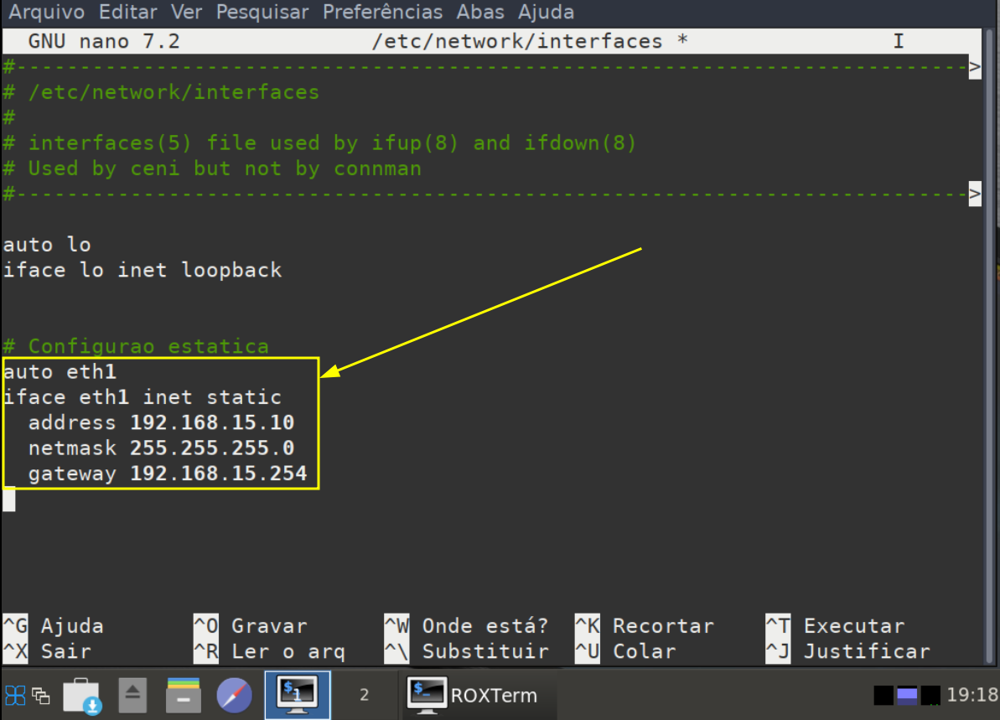 Arquivo Editar Ver Pesquisar Preferências Abas Ajuda
GNU nano 7.2 /etc/network/interfaces * I
#--------------------------------------------------------------------------->
# /etc/network/interfaces
#
# interfaces(5) file used by ifup(8) and ifdown(8)
# Used by ceni but not by connman
#--------------------------------------------------------------------------->
auto lo
iface lo inet loopback
# Configurao estatica
auto eth1
iface eth1 inet static
address 192.168.15.10
netmask 255.255.255.0
gateway 192.168.15.254
^G Ajuda ^O Gravar ^W Onde está? ^K Recortar ^T Executar
^X Sair ^R Ler o arq ^\ Substituir ^U Colar ^J Justificar
$ 1 2 $_ ROXTerm 19:18